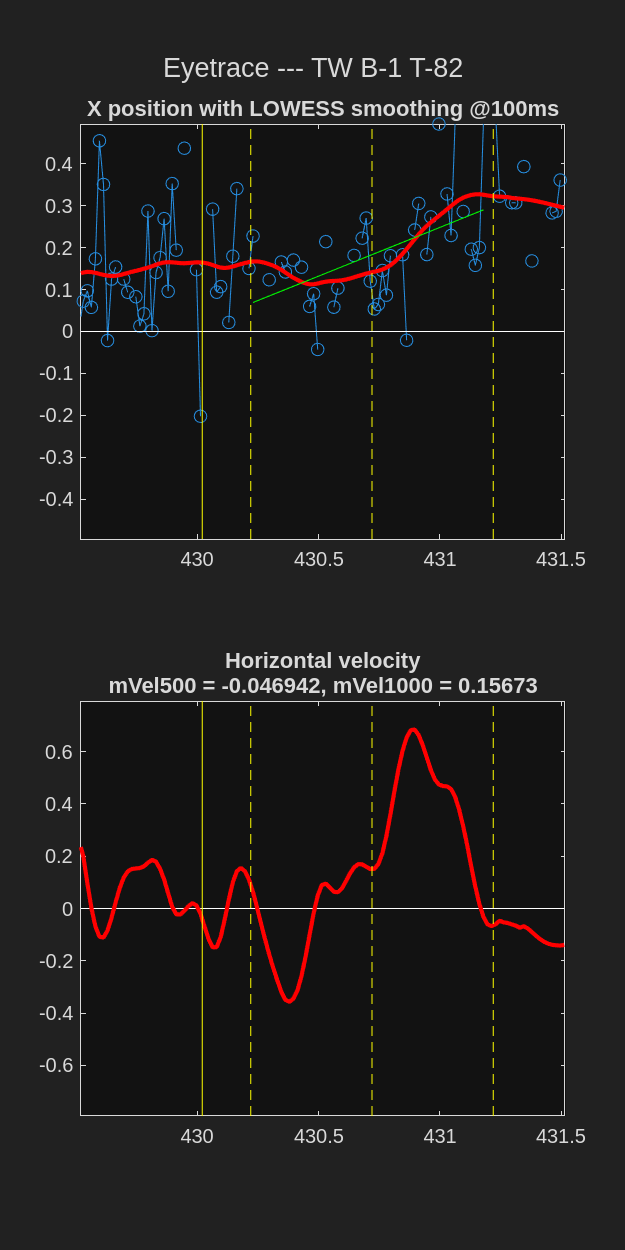 Eyetrace --- TW B-1 T-82
X position with LOWESS smoothing @100ms
0.4
0.3
0.2
0.1
0
-0.1
-0.2
-0.3
-0.4
430 430.5 431 431.5
Horizontal velocity
mVel500 = -0.046942, mVel1000 = 0.15673
0.6
0.4
0.2
0
-0.2
-0.4
-0.6
430 430.5 431 431.5